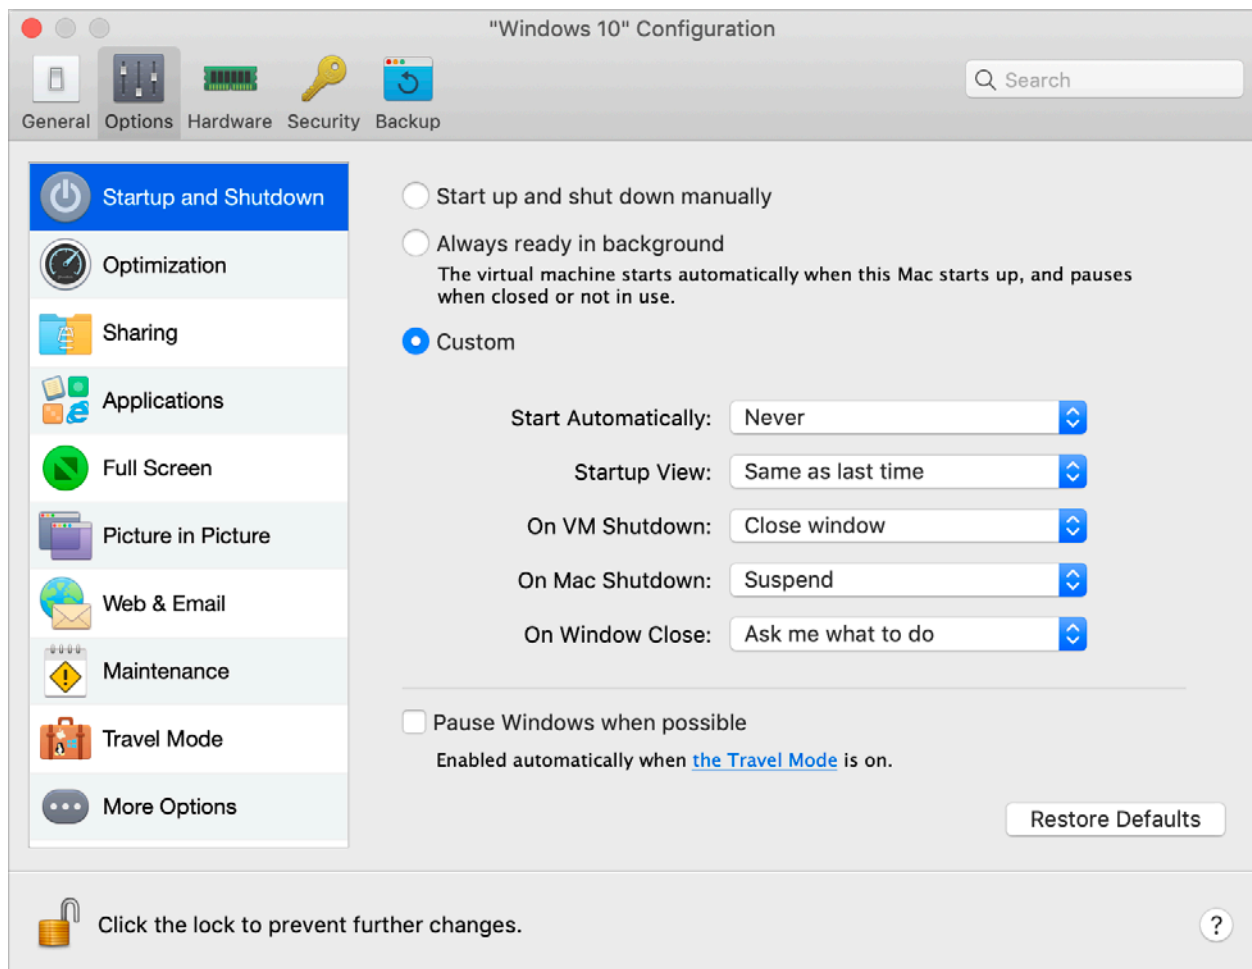 "Windows 10" Configuration
General Options Hardware Security Backup
Search
Startup and Shutdown
Optimization
Sharing
Applications
Full Screen
Picture in Picture
Web & Email
Maintenance
Travel Mode
More Options
Start up and shut down manually
Always ready in background
The virtual machine starts automatically when this Mac starts up, and pauses
when closed or not in use.
Custom
Start Automatically: Never
Startup View: Same as last time
On VM Shutdown: Close window
On Mac Shutdown: Suspend
On Window Close: Ask me what to do
Pause Windows when possible
Enabled automatically when the Travel Mode is on.
Restore Defaults
Click the lock to prevent further changes.
?